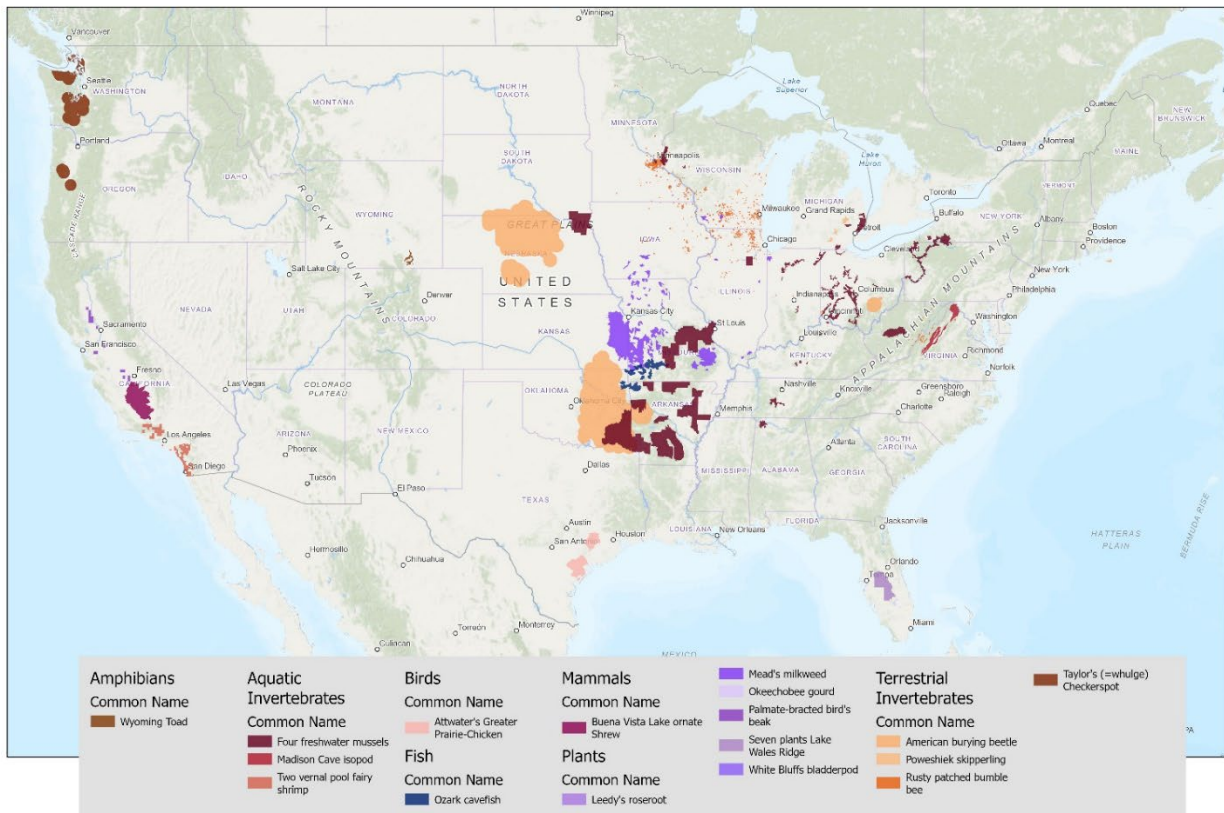 Vancouver
Winnipeg
Seattle
WASHINGTON
Portland
OREGON
CASCADE RANGE
IDAHO
MONTANA
NORTH
DAKOTA
SOUTH
DAKOTA
MINNESOTA
Minneapolis
WISCONSIN
Lake
Superior
Lake
Huron
MICHIGAN
Milwaukee
Grand Rapids
Detroit
Toronto
Buffalo
Ottawa
Montreal
Quebec
NEW
BRUNSWICK
MAINE
VERMONT
NEW YORK
Albany
Boston
Providence
New York
Philadelphia
Washington
Cleveland
Columbus
Chicago
IOWA
ILLINOIS
Indianapolis
Cincinnati
Louisville
KENTUCKY
APPALACHIAN MOUNTAINS
VIRGINIA
Richmond
Norfolk
WYOMING
ROCKY MOUNTAINS
GREAT PLAINS
NEBRASKA
UNITED
STATES
Salt Lake City
NEVADA
UTAH
Denver
COLORADO
KANSAS
Kansas City
St Louis
Sacramento
San Francisco
Fresno
CALIFORNIA
Las Vegas
COLORADO
PLATEAU
Los Angeles
San Diego
ARIZONA
Phoenix
Tucson
NEW MEXICO
El Paso
OKLAHOMA
Oklahoma City
ARKANSAS
Memphis
Nashville
Knoxville
Greensboro
Raleigh
Charlotte
SOUTH
CAROLINA
Atlanta
GEORGIA
ALABAMA
MISSISSIPPI
LOUISIANA
Dallas
TEXAS
Austin
San Antonio
Houston
New Orleans
FLORIDA
Jacksonville
Orlando
Tampa
Miami
HATTERAS
PLAIN
BERMUDA RISE
Hermosillo
Chihuahua
Culiacan
Torreón
Monterrey
MÉXICO
PA
Amphibians
Common Name
Wyoming Toad
Aquatic
Invertebrates
Common Name
Four freshwater mussels
Madison Cave isopod
Two vernal pool fairy
shrimp
Birds
Common Name
Attwater's Greater
Prairie-Chicken
Fish
Common Name
Ozark cavefish
Mammals
Common Name
Buena Vista Lake ornate
Shrew
Plants
Common Name
Leedy's roseroot
Mead's milkweed
Okeechobee gourd
Palmate-bracted bird's
beak
Seven plants Lake
Wales Ridge
White Bluffs bladderpod
Terrestrial
Invertebrates
Common Name
American burying beetle
Poweshiek skipperling
Rusty patched bumble
bee
Taylor's (=whulge)
Checkerspot